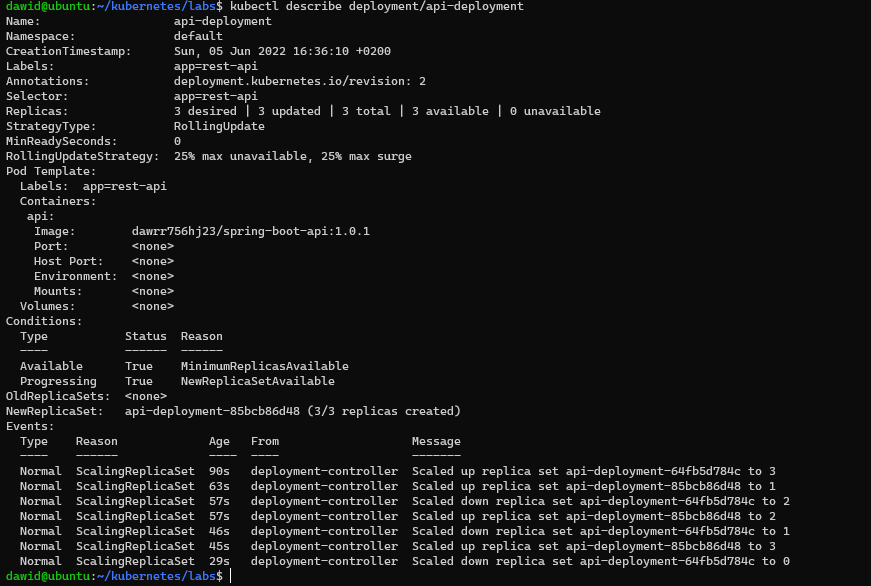 dawid@ubuntu:~/kubernetes/labs$ kubectl describe deployment/api-deployment
Name:                   api-deployment
Namespace:              default
CreationTimestamp:      Sun, 05 Jun 2022 16:36:10 +0200
Labels:                 app=rest-api
Annotations:            deployment.kubernetes.io/revision: 2
Selector:               app=rest-api
Replicas:               3 desired | 3 updated | 3 total | 3 available | 0 unavailable
StrategyType:           RollingUpdate
MinReadySeconds:        0
RollingUpdateStrategy:  25% max unavailable, 25% max surge
Pod Template:
  Labels:  app=rest-api
  Containers:
   api:
    Image:        dawrr756hj23/spring-boot-api:1.0.1
    Port:         <none>
    Host Port:    <none>
    Environment:  <none>
    Mounts:       <none>
  Volumes:        <none>
Conditions:
  Type           Status  Reason
  ----           ------  ------
  Available      True    MinimumReplicasAvailable
  Progressing    True    NewReplicaSetAvailable
OldReplicaSets:  <none>
NewReplicaSet:   api-deployment-85bcb86d48 (3/3 replicas created)
Events:
  Type    Reason             Age   From                   Message
  ----    ------             ----  ----                   -------
  Normal  ScalingReplicaSet  90s   deployment-controller  Scaled up replica set api-deployment-64fb5d784c to 3
  Normal  ScalingReplicaSet  63s   deployment-controller  Scaled up replica set api-deployment-85bcb86d48 to 1
  Normal  ScalingReplicaSet  57s   deployment-controller  Scaled down replica set api-deployment-64fb5d784c to 2
  Normal  ScalingReplicaSet  57s   deployment-controller  Scaled up replica set api-deployment-85bcb86d48 to 2
  Normal  ScalingReplicaSet  46s   deployment-controller  Scaled down replica set api-deployment-64fb5d784c to 1
  Normal  ScalingReplicaSet  45s   deployment-controller  Scaled up replica set api-deployment-85bcb86d48 to 3
  Normal  ScalingReplicaSet  29s   deployment-controller  Scaled down replica set api-deployment-64fb5d784c to 0
dawid@ubuntu:~/kubernetes/labs$